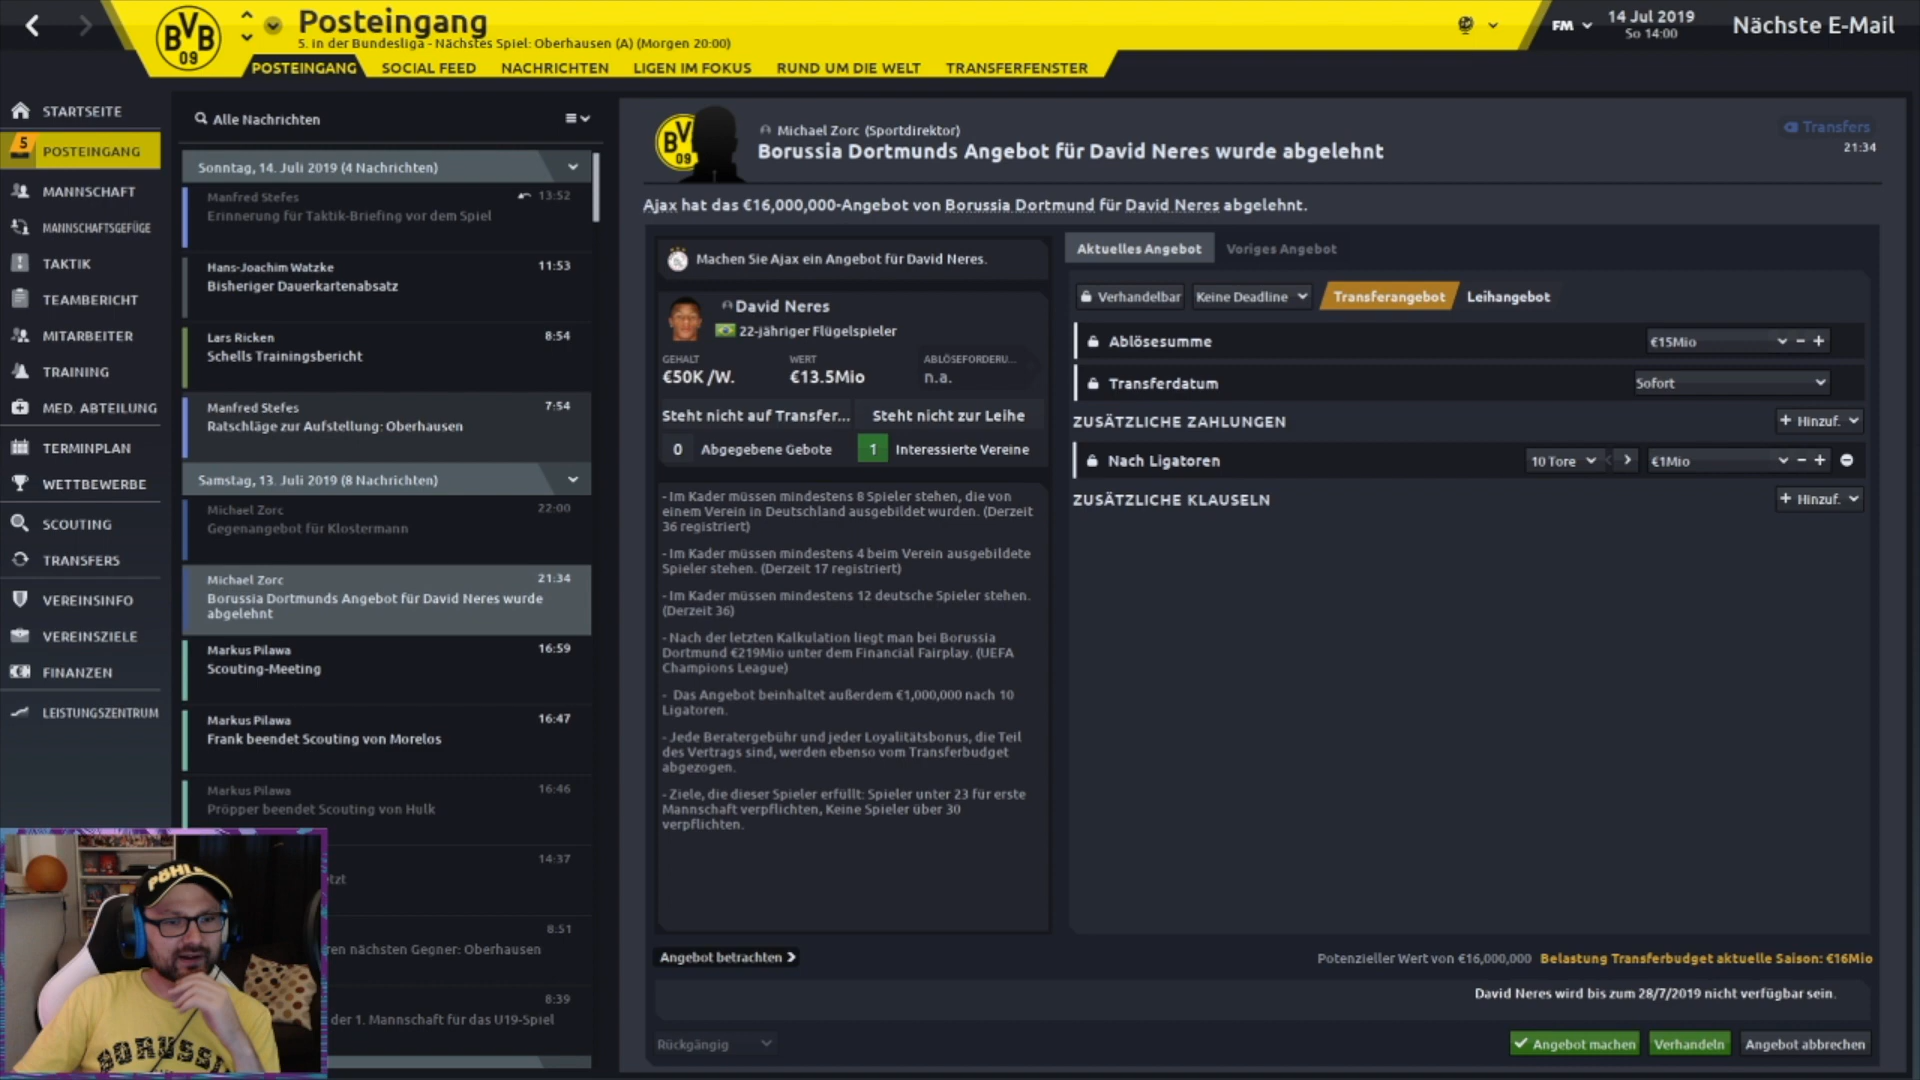 Posteingang
5. in der Bundesliga - Nächstes Spiel: Oberhausen (A) (Morgen 20:00)
BVB 09
FM
14 Jul 2019
So 14:00
Nächste E-Mail
POSTEINGANG
SOCIAL FEED
NACHRICHTEN
LIGEN IM FOKUS
RUND UM DIE WELT
TRANSFERFENSTER
STARTSEITE
5
POSTEINGANG
MANNSCHAFT
MANNSCHAFTSGEFÜGE
TAKTIK
TEAMBERICHT
MITARBEITER
TRAINING
MED. ABTEILUNG
TERMINPLAN
WETTBEWERBE
SCOUTING
TRANSFERS
VEREINSINFO
VEREINSZIELE
FINANZEN
LEISTUNGSZENTRUM
Alle Nachrichten
Sonntag, 14. Juli 2019 (4 Nachrichten)
Manfred Stefes 13:52
Erinnerung für Taktik-Briefing vor dem Spiel
Hans-Joachim Watzke 11:53
Bisheriger Dauerkartenabsatz
Lars Ricken 8:54
Schells Trainingsbericht
Manfred Stefes 7:54
Ratschläge zur Aufstellung: Oberhausen
Samstag, 13. Juli 2019 (8 Nachrichten)
Michael Zorc 22:00
Gegenangebot für Klostermann
Michael Zorc 21:34
Borussia Dortmunds Angebot für David Neres wurde
abgelehnt
Markus Pilawa 16:59
Scouting-Meeting
Markus Pilawa 16:47
Frank beendet Scouting von Morelos
Markus Pilawa 16:46
Pröpper beendet Scouting von Hulk
14:37
8:51
nächsten Gegner: Oberhausen
8:39
der 1. Mannschaft für das U19-Spiel
PÖHL
BORUSSI
BVB 09
Michael Zorc (Sportdirektor)
Borussia Dortmunds Angebot für David Neres wurde abgelehnt
Transfers
21:34
Ajax hat das €16,000,000-Angebot von Borussia Dortmund für David Neres abgelehnt.
Machen Sie Ajax ein Angebot für David Neres.
David Neres
22-jähriger Flügelspieler
GEHALT
€50K /W.
WERT
€13.5Mio
ABLÖSEFORDERU...
n.a.
Steht nicht auf Transfer...
Steht nicht zur Leihe
0 Abgegebene Gebote
1 Interessierte Vereine
- Im Kader müssen mindestens 8 Spieler stehen, die von
einem Verein in Deutschland ausgebildet wurden. (Derzeit
36 registriert)
- Im Kader müssen mindestens 4 beim Verein ausgebildete
Spieler stehen. (Derzeit 17 registriert)
- Im Kader müssen mindestens 12 deutsche Spieler stehen.
(Derzeit 36)
- Nach der letzten Kalkulation liegt man bei Borussia
Dortmund €219Mio unter dem Financial Fairplay. (UEFA
Champions League)
- Das Angebot beinhaltet außerdem €1,000,000 nach 10
Ligatoren.
- Jede Beratergebühr und jeder Loyalitätsbonus, die Teil
des Vertrags sind, werden ebenso vom Transferbudget
abgezogen.
- Ziele, die dieser Spieler erfüllt: Spieler unter 23 für erste
Mannschaft verpflichten, Keine Spieler über 30
verpflichten.
Aktuelles Angebot
Voriges Angebot
Verhandelbar
Keine Deadline
Transferangebot
Leihangebot
Ablösesumme €15Mio
Transferdatum Sofort
ZUSÄTZLICHE ZAHLUNGEN + Hinzuf.
Nach Ligatoren 10 Tore €1Mio
ZUSÄTZLICHE KLAUSELN + Hinzuf.
Angebot betrachten
Potenzieller Wert von €16,000,000 Belastung Transferbudget aktuelle Saison: €16Mio
David Neres wird bis zum 28/7/2019 nicht verfügbar sein.
Rückgängig
Angebot machen
Verhandeln
Angebot abbrechen